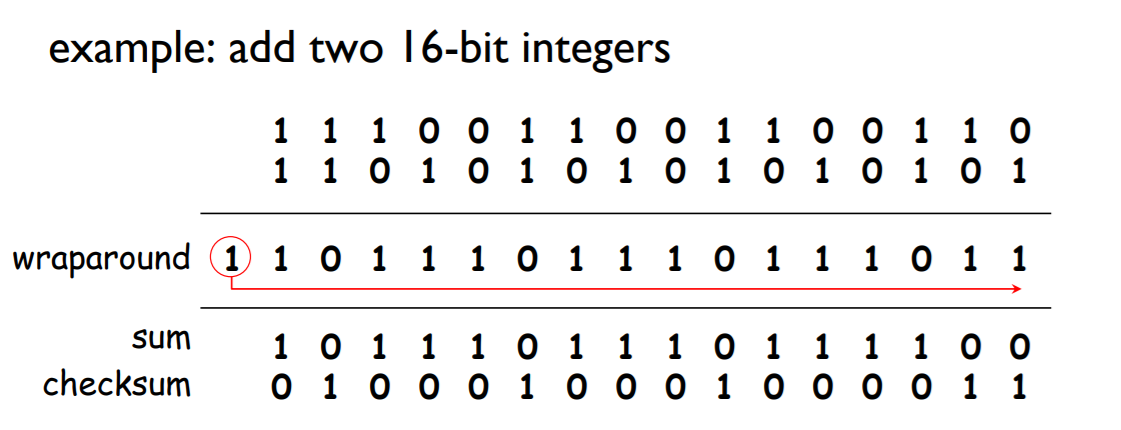 example: add two 16-bit integers
1 1 1 0 0 1 1 0 0 1 1 0 0 1 1 0
1 1 0 1 0 1 0 1 0 1 0 1 0 1 0 1
wraparound 1 1 0 1 1 1 0 1 1 1 0 1 1 1 0 1 1
sum 1 0 1 1 1 0 1 1 1 0 1 1 1 1 0 0
checksum 0 1 0 0 0 1 0 0 0 1 0 0 0 0 1 1